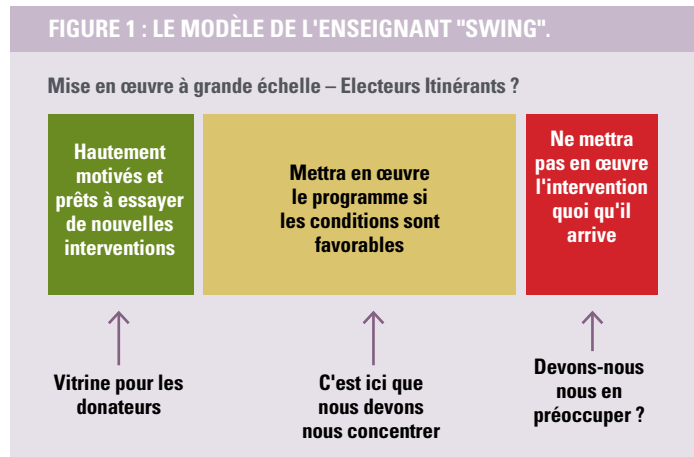 FIGURE 1 : LE MODÈLE DE L'ENSEIGNANT "SWING".
Mise en œuvre à grande échelle – Electeurs Itinérants ?
Hautement
motivés et
prêts à essayer
de nouvelles
interventions
Mettra en œuvre
le programme si
les conditions sont
favorables
Ne mettra
pas en œuvre
l'intervention
quoi qu'il
arrive
Vitrine pour les
donateurs
C'est ici que
nous devons
nous concentrer
Devons-nous
nous en
préoccuper ?